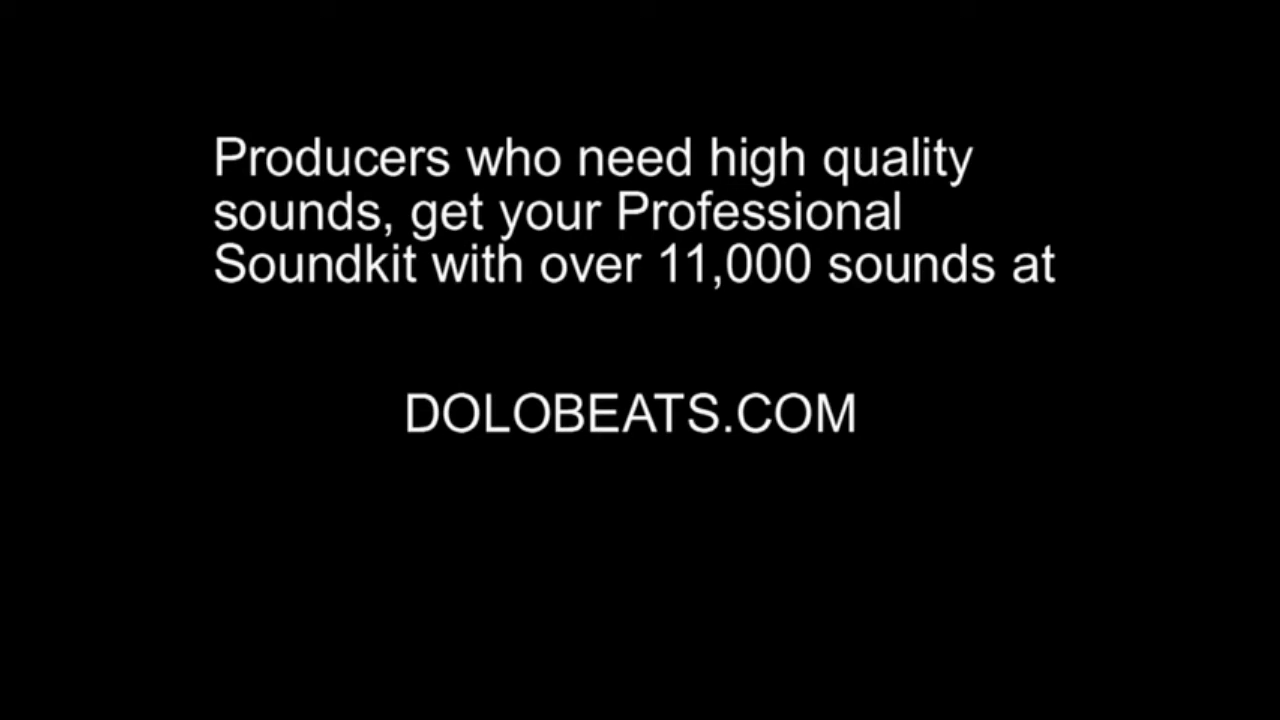 Producers who need high quality
sounds, get your Professional
Soundkit with over 11,000 sounds at
DOLOBEATS.COM